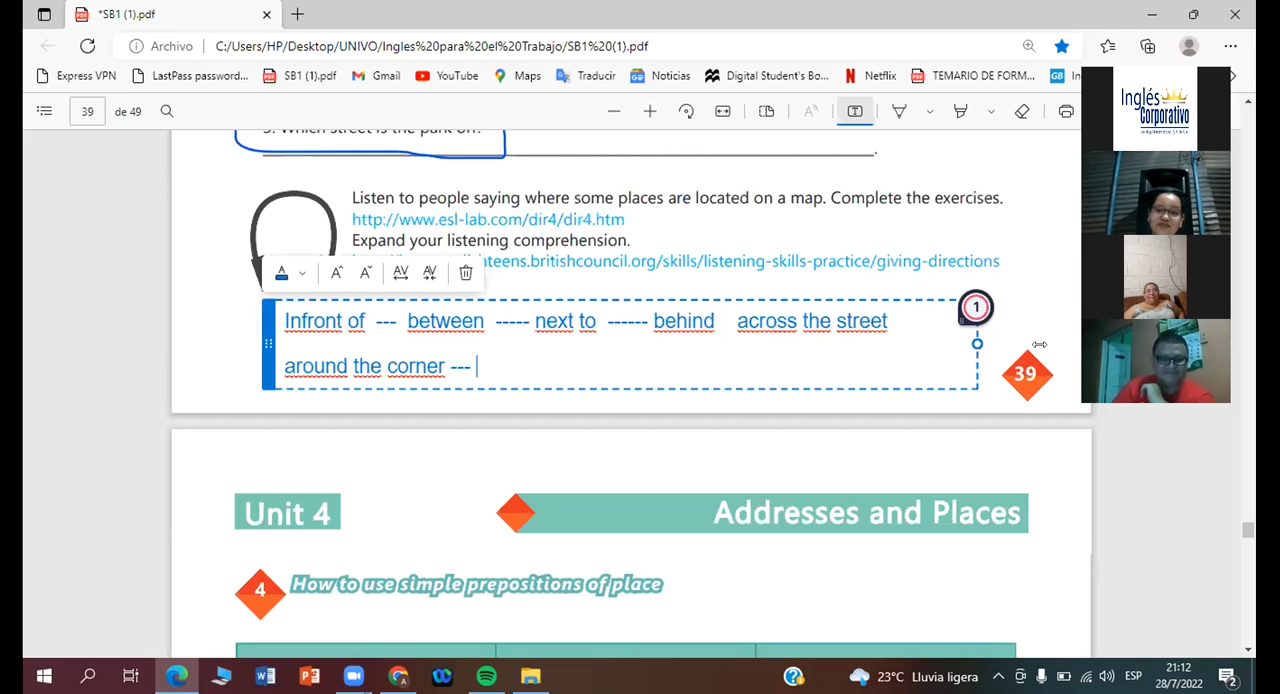 *SB1 (1).pdf
Archivo C:/Users/HP/Desktop/UNIVO/Ingles%20para%20el%20Trabajo/SB1%20(1).pdf
Express VPN LastPass password... SB1 (1).pdf Gmail YouTube Maps Traducir Noticias Digital Student's Bo... Netflix TEMARIO DE FORM... GB In
39 de 49
3. Which street is the park on?
Listen to people saying where some places are located on a map. Complete the exercises.
http://www.esl-lab.com/dir4/dir4.htm
Expand your listening comprehension.
teens.britishcouncil.org/skills/listening-skills-practice/giving-directions
Infront of --- between ----- next to ------ behind across the street
1
around the corner ---
39
Unit 4 Addresses and Places
4 How to use simple prepositions of place
Inglés
Corporativo
23°C Lluvia ligera ESP 21:12
28/7/2022
2